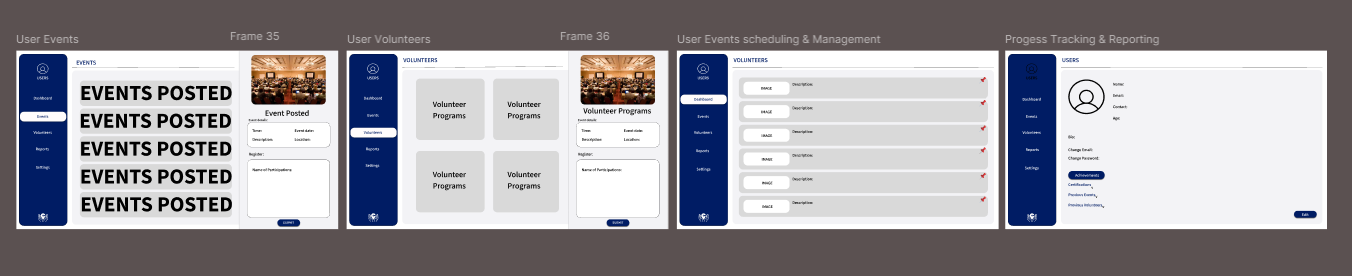 User Events
Frame 35
USERS
Dashboard
Events
Volunteers
Reports
Settings
EVENTS
EVENTS POSTED
EVENTS POSTED
EVENTS POSTED
EVENTS POSTED
EVENTS POSTED
Event Posted
Event details:
Time: Event date:
Description: Location:
Register:
Name of Participations:
SUBMIT
User Volunteers
Frame 36
USERS
Dashboard
Events
Volunteers
Reports
Settings
VOLUNTEERS
Volunteer
Programs
Volunteer
Programs
Volunteer
Programs
Volunteer
Programs
Volunteer Programs
Event details:
Time: Event date:
Description: Location:
Register:
Name of Participations:
SUBMIT
User Events scheduling & Management
USERS
Dashboard
Events
Volunteers
Reports
Settings
VOLUNTEERS
IMAGE Description:
IMAGE Description:
IMAGE Description:
IMAGE Description:
IMAGE Description:
IMAGE Description:
Progess Tracking & Reporting
USERS
Dashboard
Events
Volunteers
Reports
Settings
USERS
Name:
Email:
Contact:
Age:
Bio:
Change Email:
Change Password:
Achievements
Certifications
Previous Events
Previous Volunteers
Edit